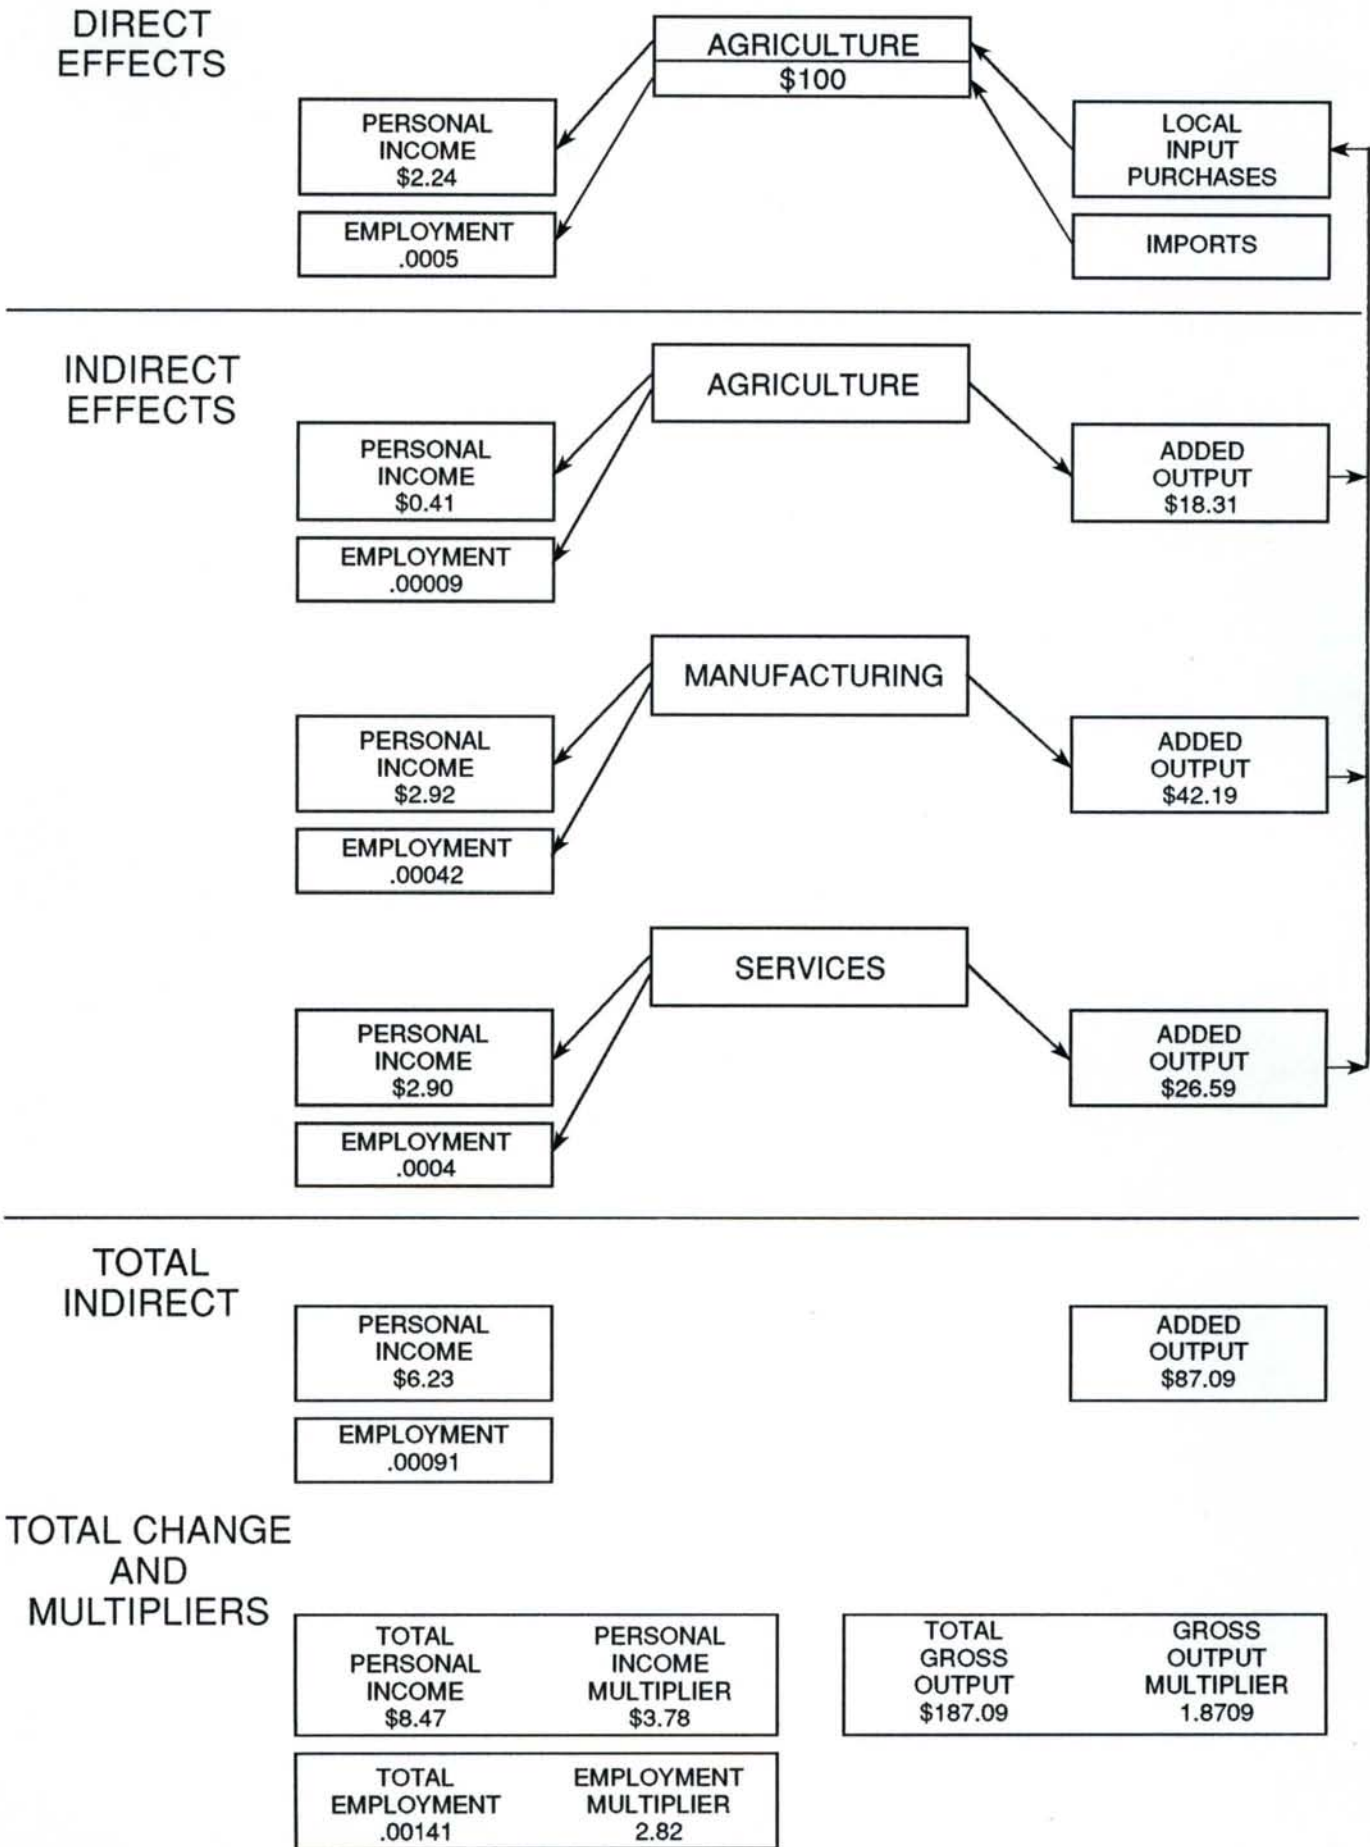 DIRECT
EFFECTS
AGRICULTURE
$100
PERSONAL
INCOME
$2.24
EMPLOYMENT
.0005
LOCAL
INPUT
PURCHASES
IMPORTS
INDIRECT
EFFECTS
AGRICULTURE
PERSONAL
INCOME
$0.41
EMPLOYMENT
.00009
ADDED
OUTPUT
$18.31
MANUFACTURING
PERSONAL
INCOME
$2.92
EMPLOYMENT
.00042
ADDED
OUTPUT
$42.19
SERVICES
PERSONAL
INCOME
$2.90
EMPLOYMENT
.0004
ADDED
OUTPUT
$26.59
TOTAL
INDIRECT
PERSONAL
INCOME
$6.23
EMPLOYMENT
.00091
ADDED
OUTPUT
$87.09
TOTAL CHANGE
AND
MULTIPLIERS
TOTAL
PERSONAL
INCOME
$8.47
PERSONAL
INCOME
MULTIPLIER
$3.78
TOTAL
GROSS
OUTPUT
$187.09
GROSS
OUTPUT
MULTIPLIER
1.8709
TOTAL
EMPLOYMENT
.00141
EMPLOYMENT
MULTIPLIER
2.82